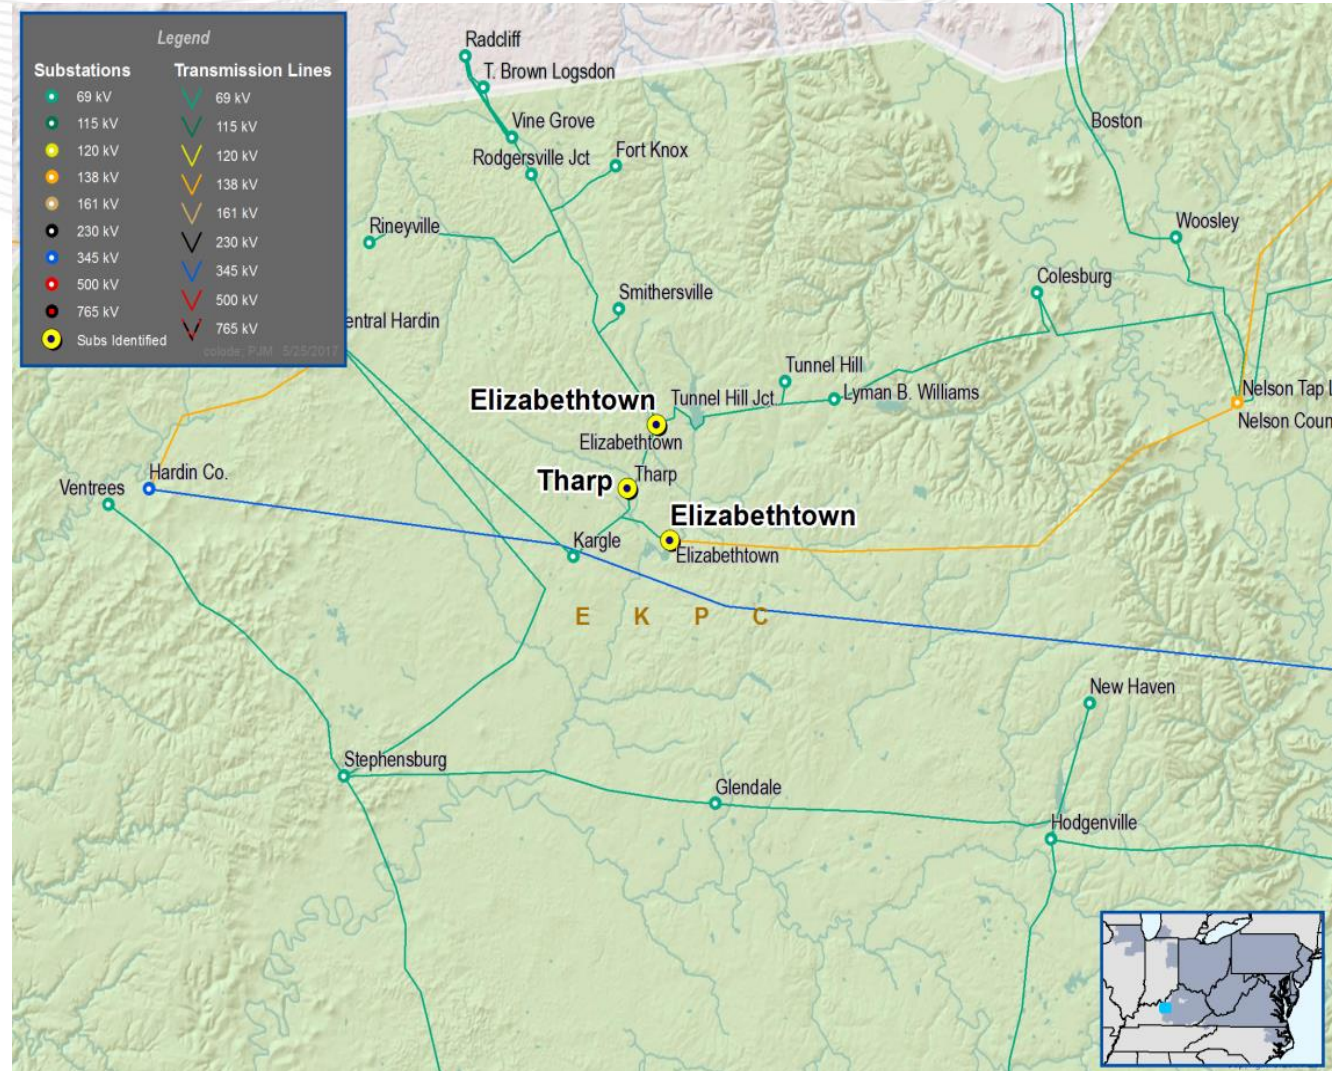 Legend
Substations Transmission Lines
69 kV 69 kV
115 kV 115 kV
120 kV 120 kV
138 kV 138 kV
161 kV 161 kV
230 kV 230 kV
345 kV 345 kV
500 kV 500 kV
765 kV 765 kV
Subs Identified
PJM 5/25/2017
Radcliff
T. Brown Logsdon
Vine Grove
Rodgersville Jct
Fort Knox
Boston
Rineyville
Woosley
Colesburg
Smithersville
entral Hardin
Tunnel Hill
Elizabethtown
Tunnel Hill Jct.
Lyman B. Williams
Nelson Tap
Nelson Coun
Elizabethtown
Tharp
Tharp
Hardin Co.
Ventrees
Elizabethtown
Kargle
Elizabethtown
E K P C
New Haven
Stephensburg
Glendale
Hodgenville